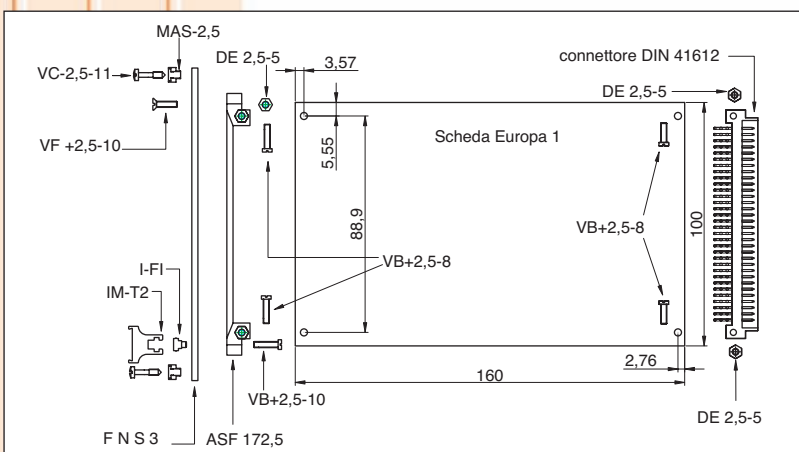 MAS-2,5
VC-2,5-11
DE 2,5-5
3,57
connettore DIN 41612
DE 2,5-5
VF +2,5-10
5,55
Scheda Europa 1
88,9
100
VB+2,5-8
VB+2,5-8
I-FI
IM-T2
2,76
160
VB+2,5-10
DE 2,5-5
F N S 3
ASF 172,5